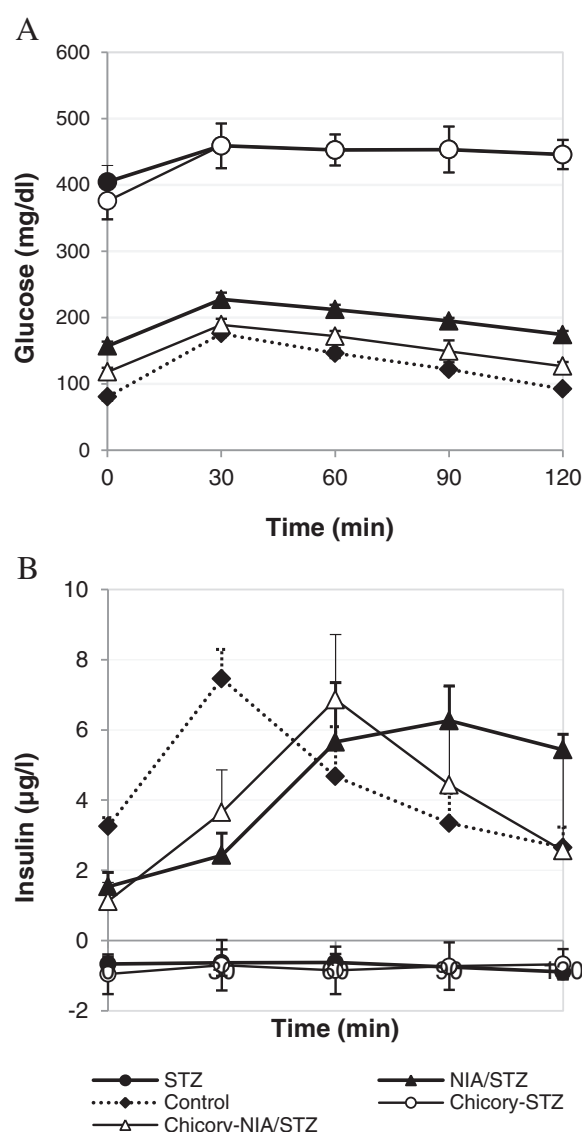 A
600
500
400
300
200
100
0
Glucose (mg/dl)
0 30 60 90 120
Time (min)
B
10
8
6
4
2
0
-2
Insulin (µg/l)
Time (min)
STZ NIA/STZ
Control Chicory-STZ
Chicory-NIA/STZ